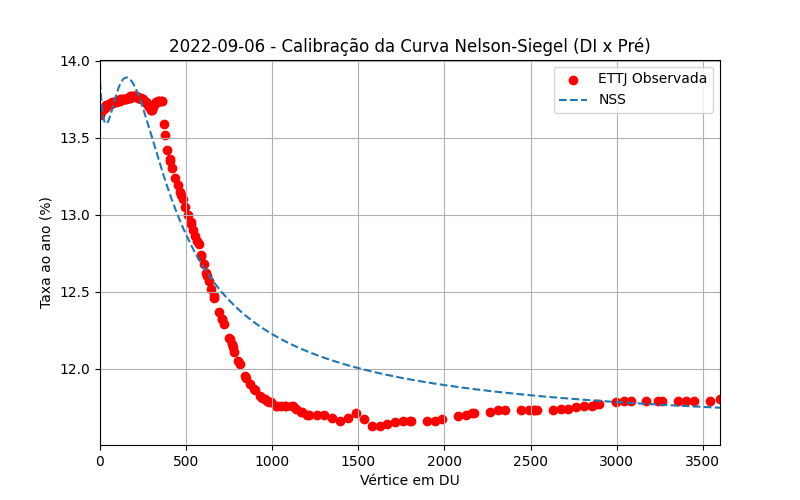 2022-09-06 - Calibração da Curva Nelson-Siegel (DI x Pré)
ETTJ Observada
NSS
14.0
13.5
13.0
12.5
12.0
Taxa ao ano (%)
0 500 1000 1500 2000 2500 3000 3500
Vértice em DU